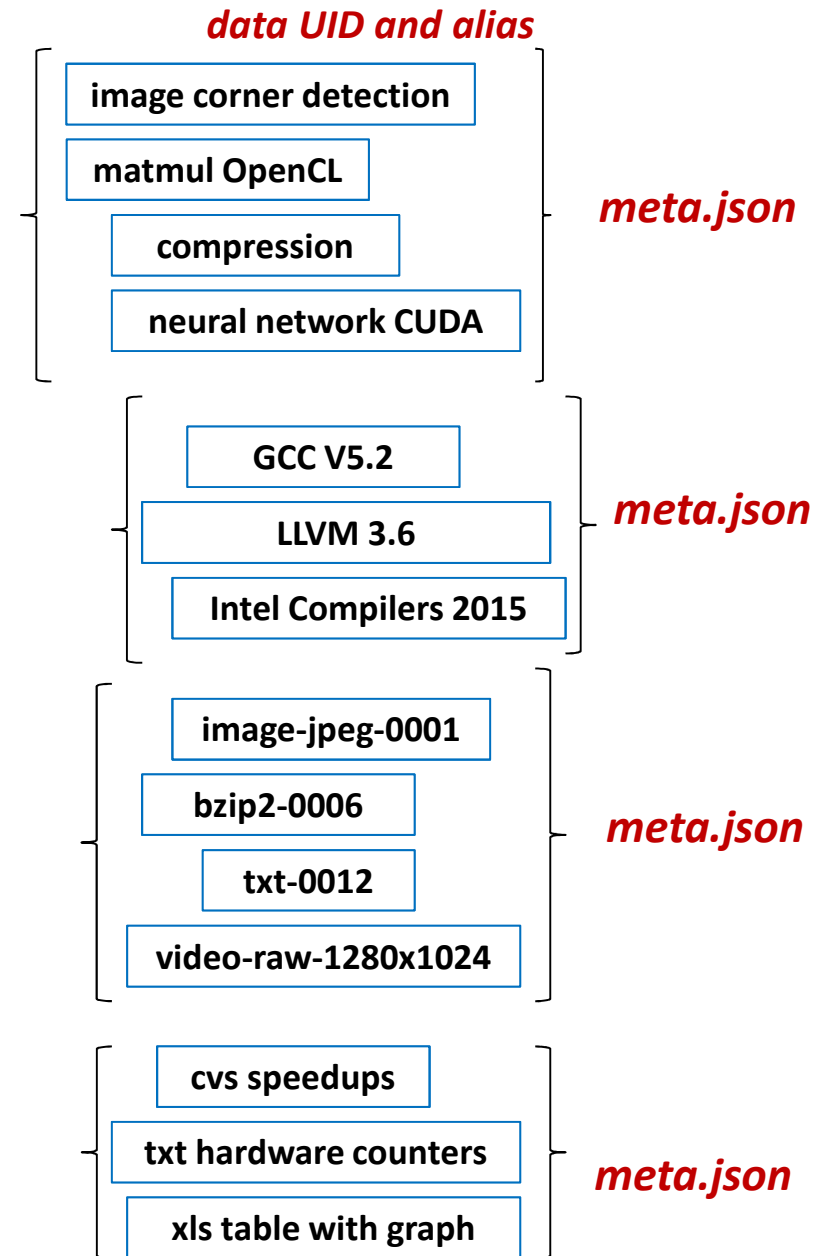 data UID and alias
image corner detection
matmul OpenCL
meta.json
compression
neural network CUDA
GCC V5.2
meta.json
LLVM 3.6
Intel Compilers 2015
image-jpeg-0001
bzip2-0006
meta.json
txt-0012
video-raw-1280x1024
cvs speedups
txt hardware counters
meta.json
xls table with graph